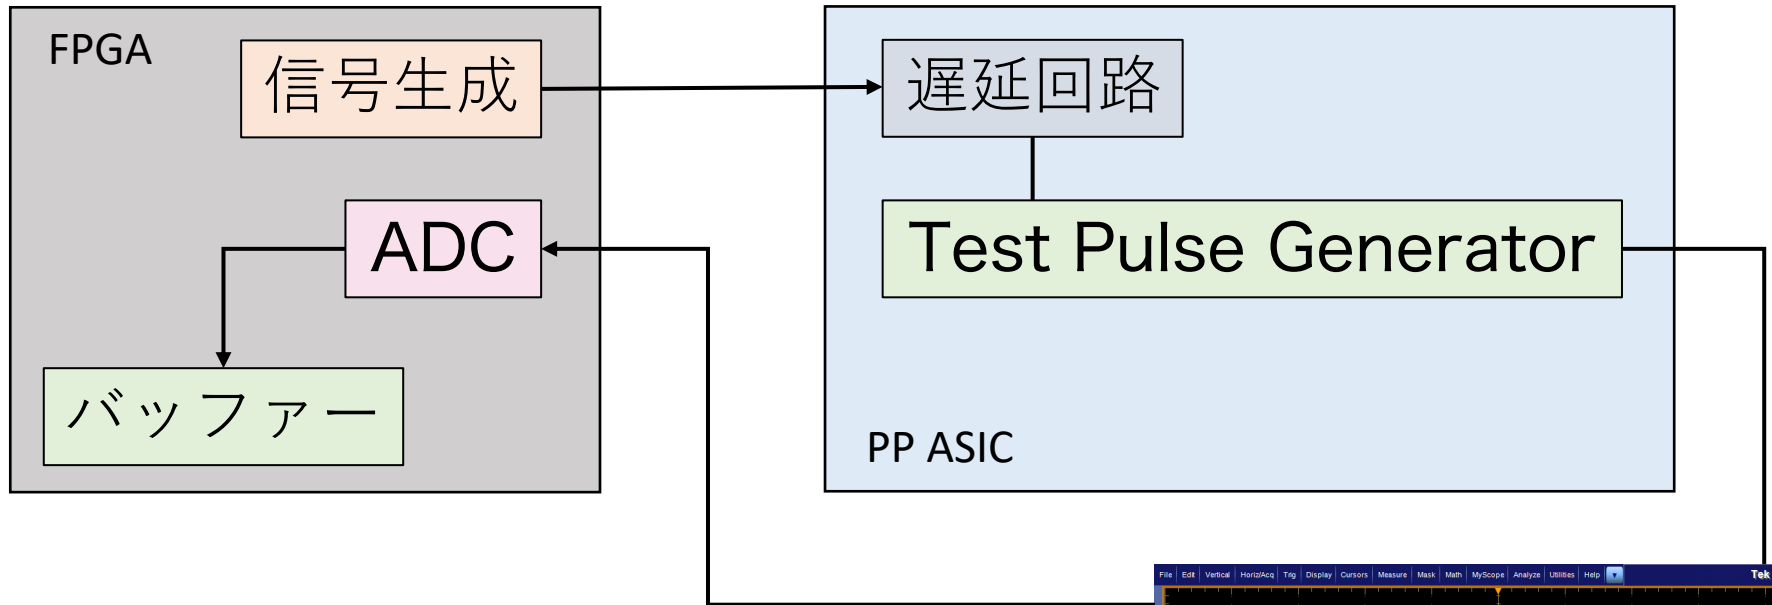 FPGA
信号生成
遅延回路
ADC
Test Pulse Generator
バッファー
PP ASIC
File Edit Vertical Horiz/Acq Trig Display Cursors Measure Mask Math MyScope Analyze Utilities Help
Tek